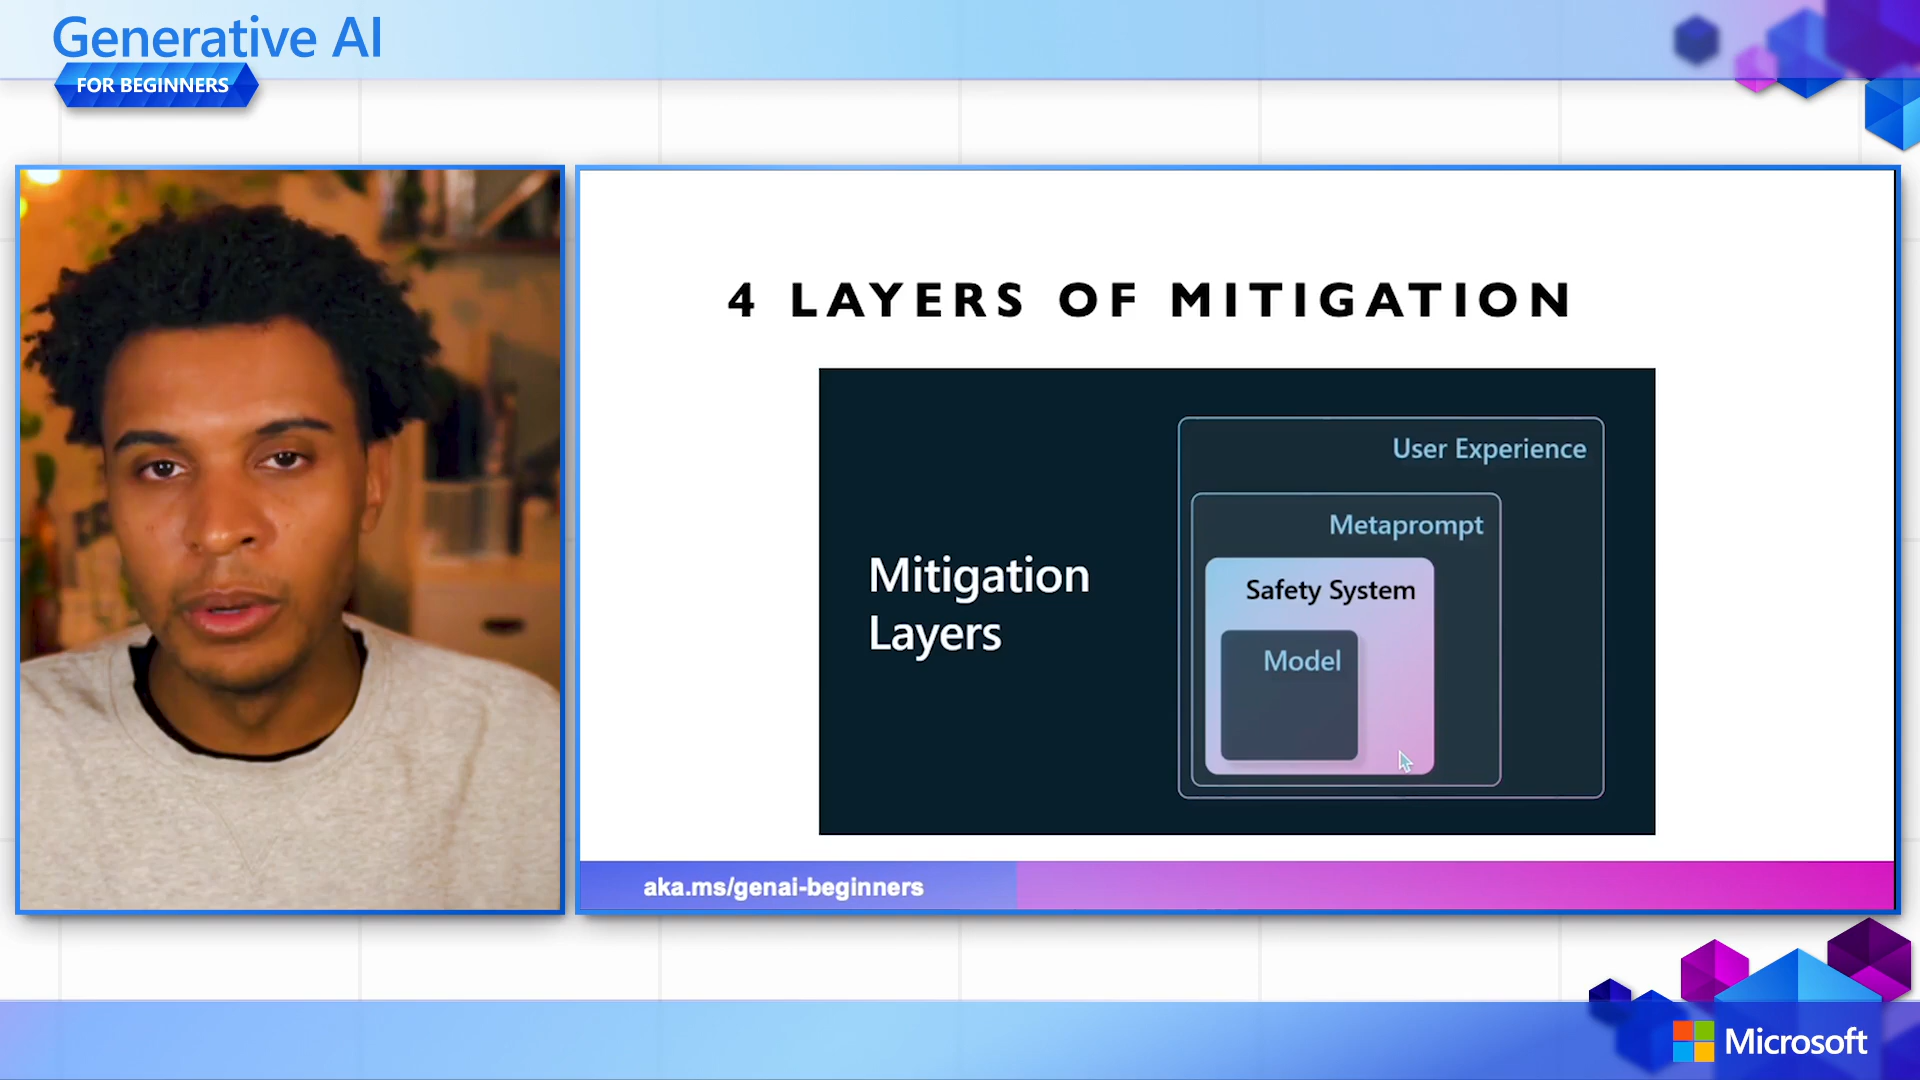 Generative AI
FOR BEGINNERS
4 LAYERS OF MITIGATION
Mitigation
Layers
User Experience
Metaprompt
Safety System
Model
aka.ms/genai-beginners
Microsoft